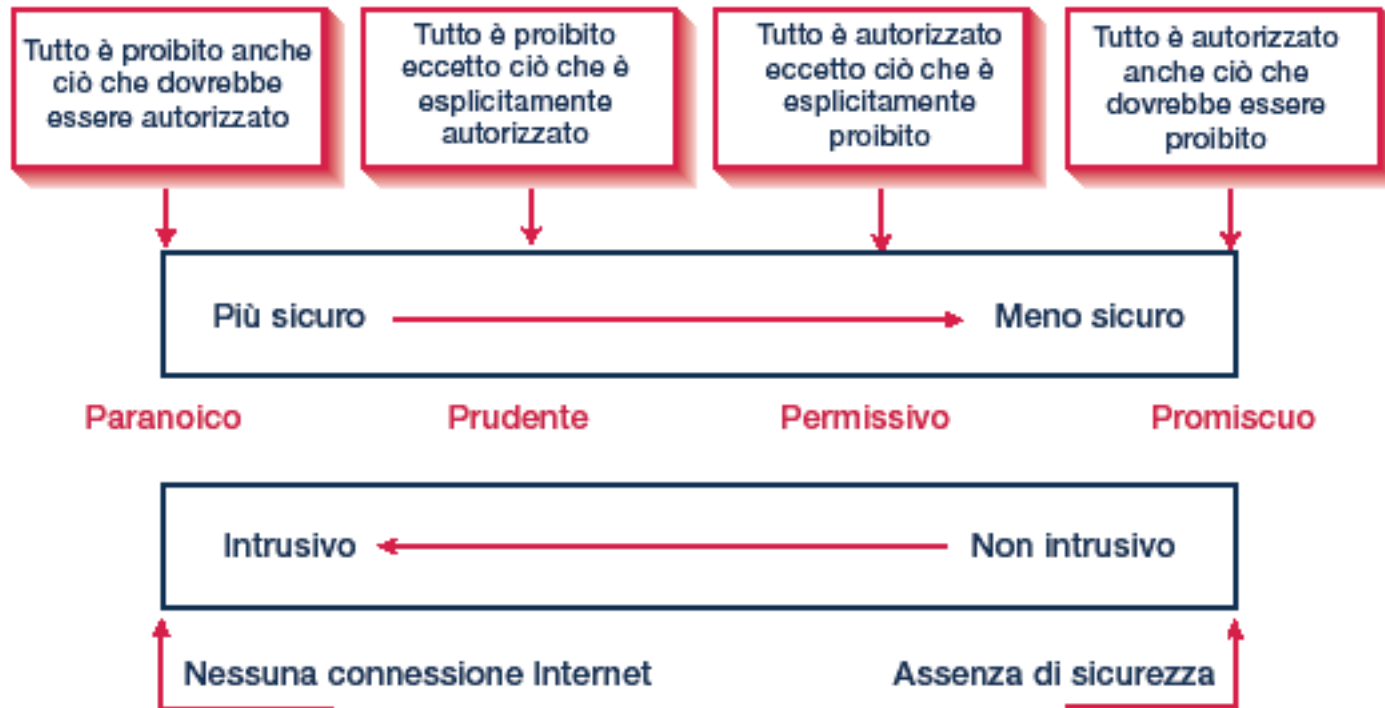 Tutto è proibito anche
ciò che dovrebbe
essere autorizzato
Tutto è proibito
eccetto ciò che è
esplicitamente
autorizzato
Tutto è autorizzato
eccetto ciò che è
esplicitamente
proibito
Tutto è autorizzato
anche ciò che
dovrebbe essere
proibito
Più sicuro
Meno sicuro
Paranoico
Prudente
Permissivo
Promiscuo
Intrusivo
Non intrusivo
Nessuna connessione Internet
Assenza di sicurezza